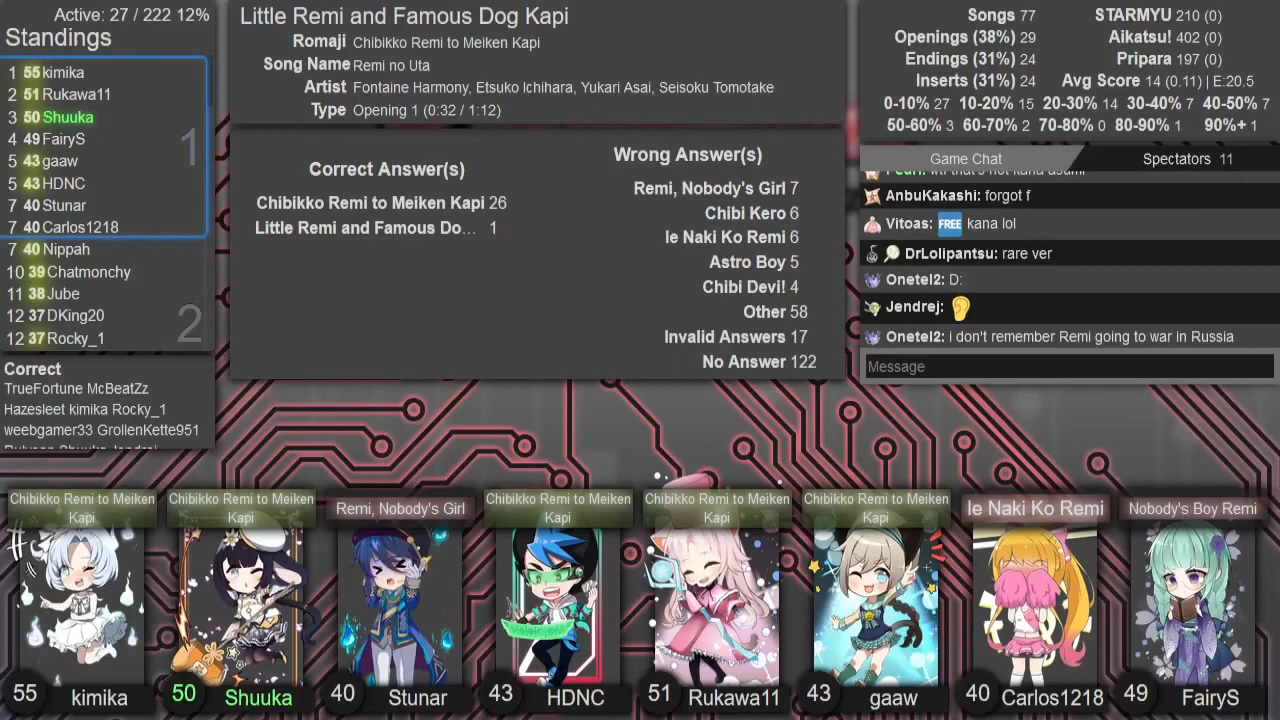 Active: 27 / 222 12%
Standings
1 55 kimika
2 51 Rukawa11
3 50 Shuuka
4 49 FairyS
5 43 gaaw
5 43 HDNC
7 40 Stunar
7 40 Carlos1218
7 40 Nippah
10 39 Chatmonchy
11 38 Jube
12 37 DKing20
12 37 Rocky_1
1
2
Correct
TrueFortune McBeatZz
Hazesleet kimika Rocky_1
weebgamer33 GrollenKette951
Little Remi and Famous Dog Kapi
Romaji Chibikko Remi to Meiken Kapi
Song Name Remi no Uta
Artist Fontaine Harmony, Etsuko Ichihara, Yukari Asai, Seisoku Tomotake
Type Opening 1 (0:32 / 1:12)
Correct Answer(s)
Chibikko Remi to Meiken Kapi 26
Little Remi and Famous Do... 1
Wrong Answer(s)
Remi, Nobody's Girl 7
Chibi Kero 6
Ie Naki Ko Remi 6
Astro Boy 5
Chibi Devi! 4
Other 58
Invalid Answers 17
No Answer 122
Songs 77 STARMYU 210 (0)
Openings (38%) 29 Aikatsu! 402 (0)
Endings (31%) 24 Pripara 197 (0)
Inserts (31%) 24 Avg Score 14 (0.11) | E:20.5
0-10% 27 10-20% 15 20-30% 14 30-40% 7 40-50% 7
50-60% 3 60-70% 2 70-80% 0 80-90% 1 90%+ 1
Game Chat Spectators 11
AnbuKakashi: forgot f
Vitoas: FREE kana lol
DrLolipantsu: rare ver
Onetel2: D:
Jendrej:
Onetel2: i don't remember Remi going to war in Russia
Message
Chibikko Remi to Meiken Kapi
Chibikko Remi to Meiken Kapi
Remi, Nobody's Girl
Chibikko Remi to Meiken Kapi
Chibikko Remi to Meiken Kapi
Chibikko Remi to Meiken Kapi
Ie Naki Ko Remi
Nobody's Boy Remi
55 kimika
50 Shuuka
40 Stunar
43 HDNC
51 Rukawa11
43 gaaw
40 Carlos1218
49 FairyS